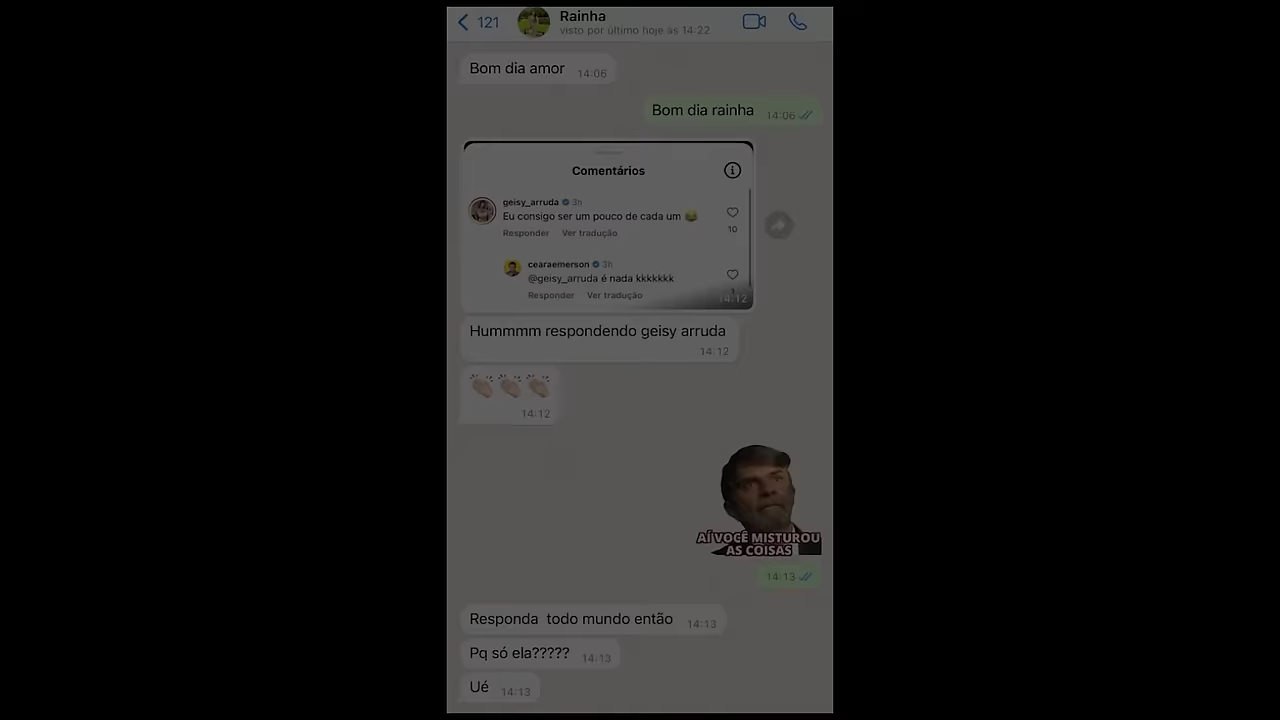 121
Rainha
visto por último hoje às 14:22
Bom dia amor 14:06
Bom dia rainha 14:06
Comentários
geisy_arruda 3h
Eu consigo ser um pouco de cada um 😂
Responder Ver tradução
10
cearaemerson 3h
@geisy_arruda é nada kkkkkkk
1
Responder Ver tradução
14:12
Hummmm respondendo geisy arruda
14:12
👏🏻👏🏻👏🏻
14:12
AÍ VOCÊ MISTUROU
AS COISAS
14:13
Responda todo mundo então 14:13
Pq só ela????? 14:13
Ué 14:13